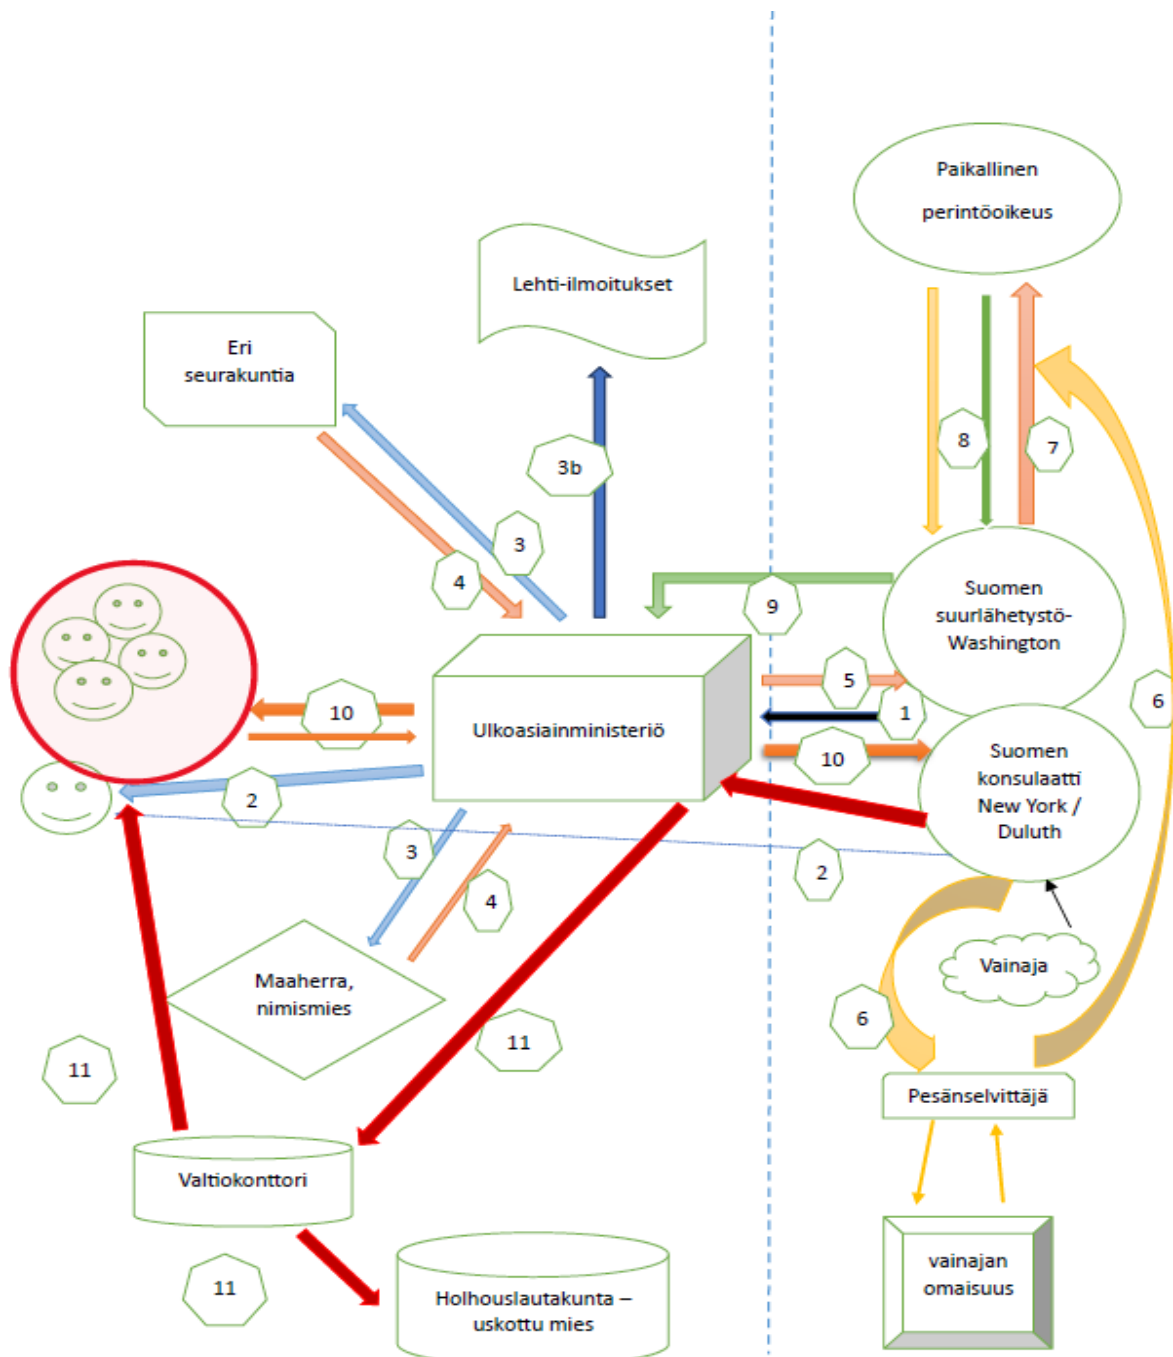 Paikallinen
perintöoikeus
Lehti-ilmoitukset
Eri
seurakuntia
3b
8
7
3
4
9
Suomen
suurlähetystö-
Washington
5
6
10
1
Ulkoasiainministeriö
10
Suomen
konsulaatti
New York /
Duluth
2
3
2
4
Vainaja
Maaherra,
nimismies
6
11
11
Pesänselvittäjä
Valtiokonttori
vainajan
omaisuus
11
Holhouslautakunta –
uskottu mies